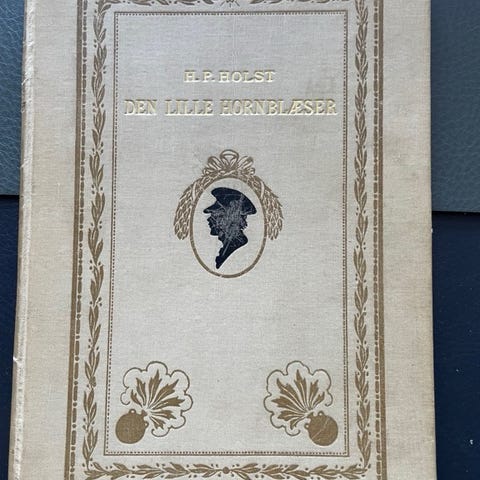 H. P. HOLST
DEN LILLE HORNBLÆSER